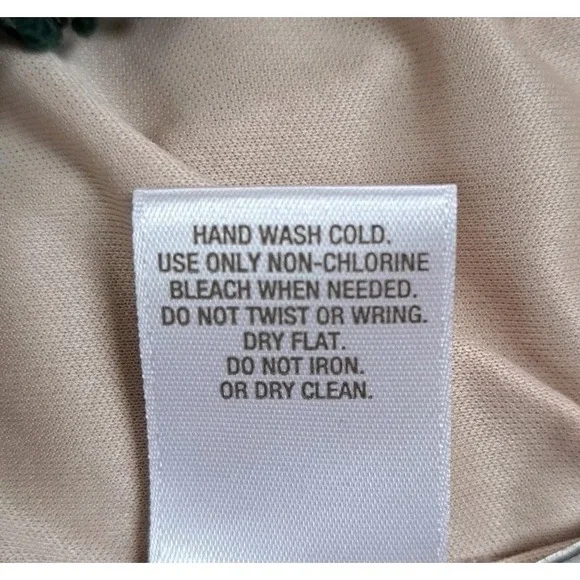 HAND WASH COLD.
USE ONLY NON-CHLORINE
BLEACH WHEN NEEDED.
DO NOT TWIST OR WRING.
DRY FLAT.
DO NOT IRON.
OR DRY CLEAN.